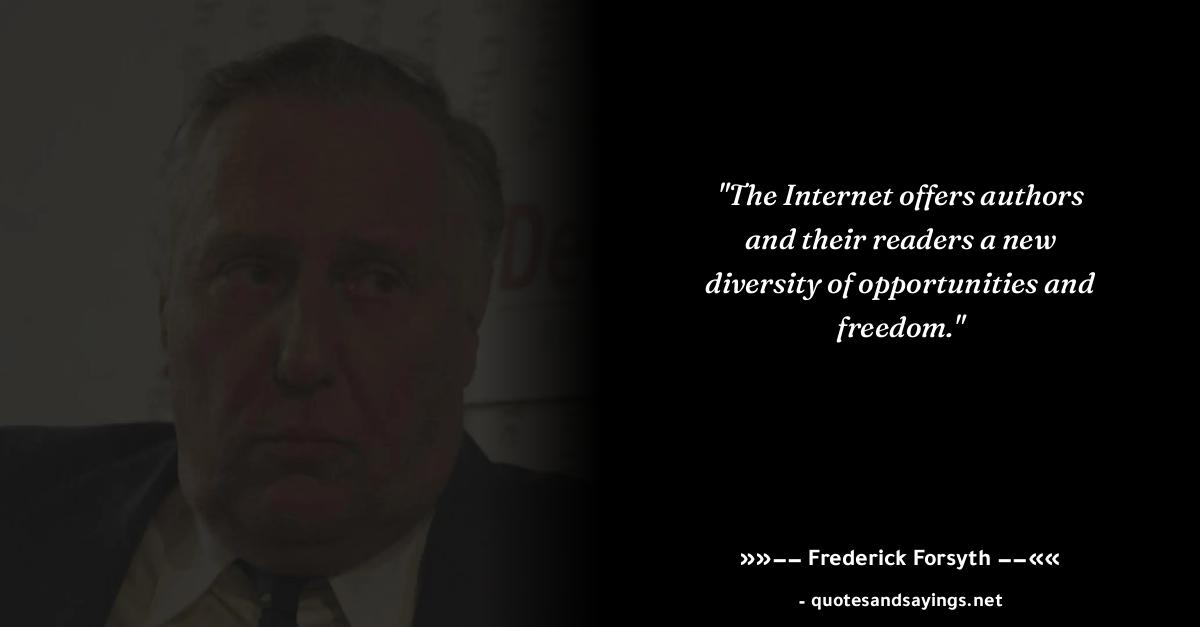 "The Internet offers authors
and their readers a new
diversity of opportunities and
freedom."
»»–– Frederick Forsyth ––««
- quotesandsayings.net